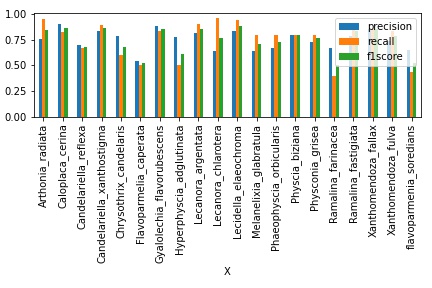 1.00
0.75
0.50
0.25
0.00
precision
recall
f1score
Arthonia_radiata
Caloplaca_cerina
Candelariella_reflexa
Candelariella_xanthostigma
Chrysothrix_candelaris
Flavoparmelia_caperata
Gyalolechia_flavorubescens
Hyperphyscia_adglutinata
Lecanora_argentata
Lecanora_chlarotera
Lecidella_elaeochroma
Melanelixia_glabratula
Phaeophyscia_orbicularis
Physcia_biziana
Physconia_grisea
Ramalina_farinacea
Ramalina_fastigiata
Xanthomendoza_fallax
Xanthomendoza_fulva
flavoparmenia_soredians
X